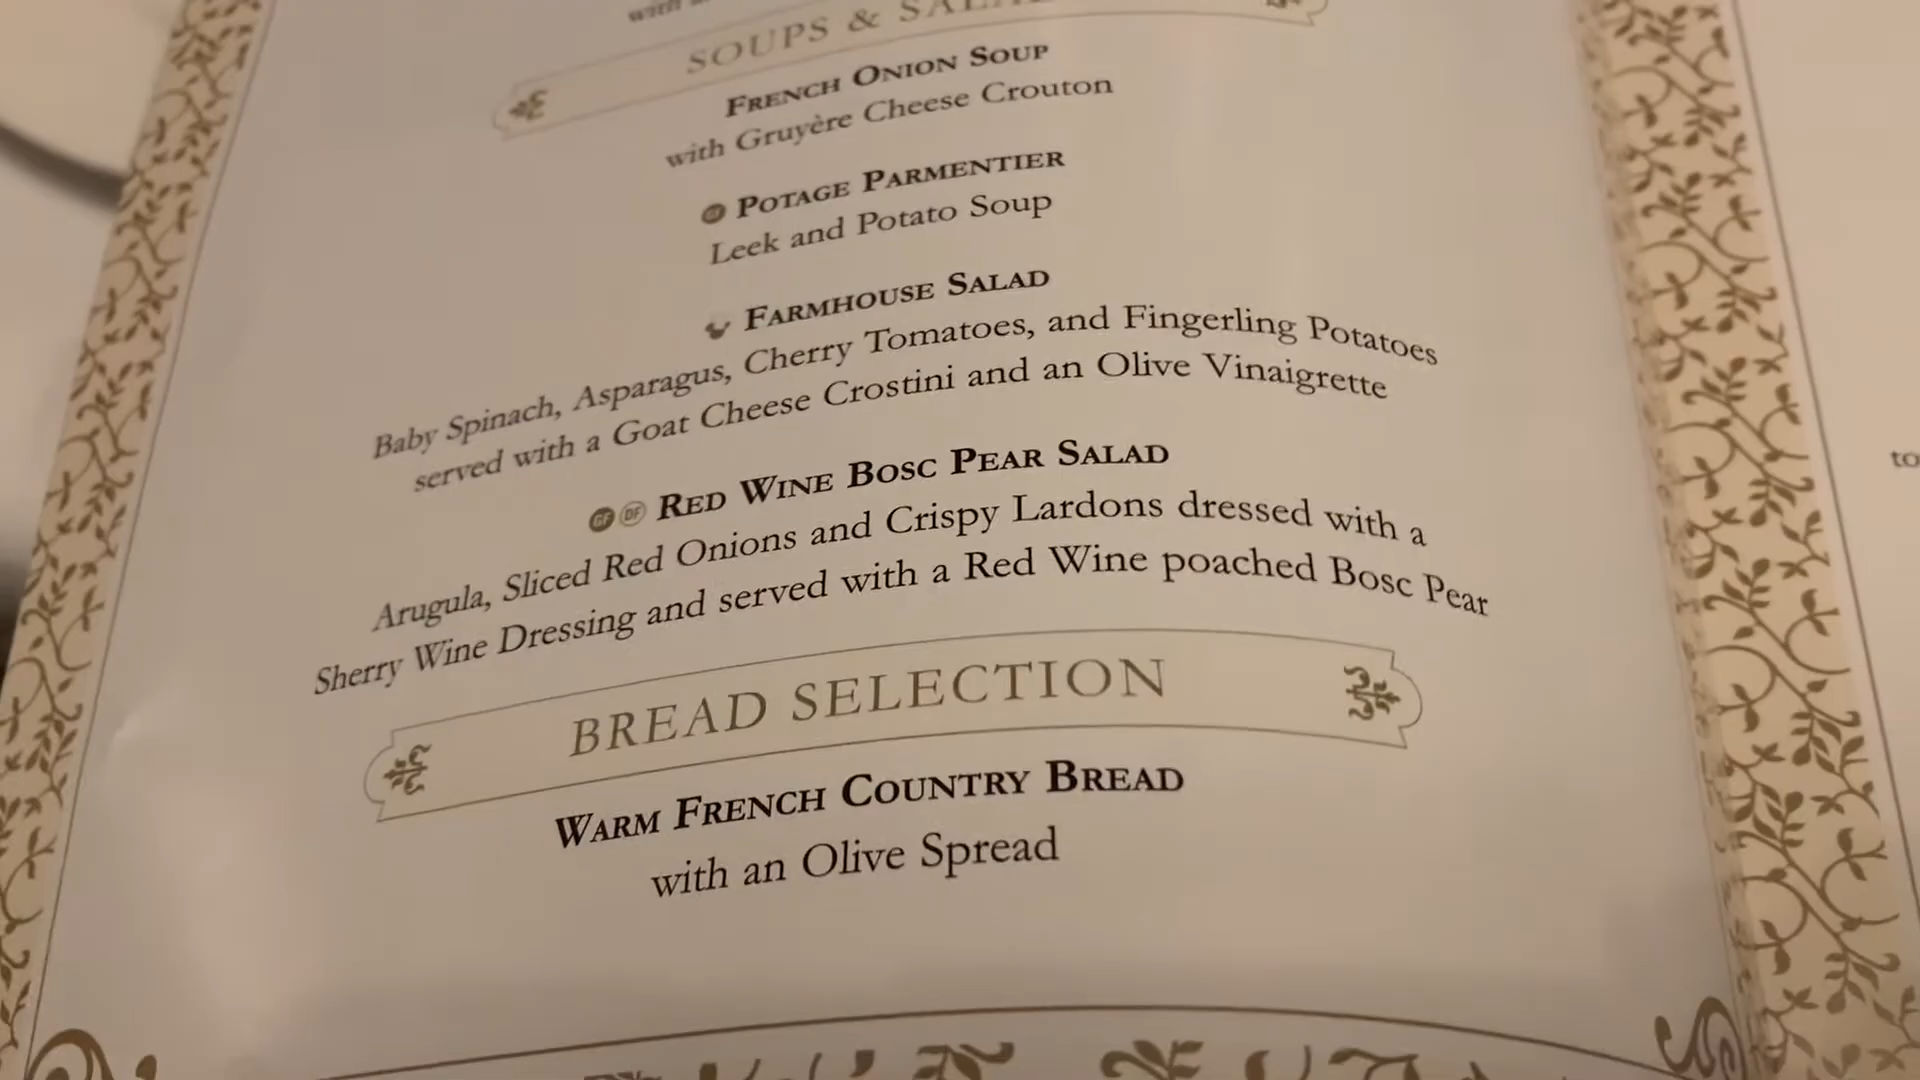 with
SOUPS &
FRENCH ONION SOUP
with Gruyère Cheese Crouton
GF POTAGE PARMENTIER
Leek and Potato Soup
FARMHOUSE SALAD
Baby Spinach, Asparagus, Cherry Tomatoes, and Fingerling Potatoes
served with a Goat Cheese Crostini and an Olive Vinaigrette
GF DF RED WINE BOSC PEAR SALAD
Arugula, Sliced Red Onions and Crispy Lardons dressed with a
Sherry Wine Dressing and served with a Red Wine poached Bosc Pear
BREAD SELECTION
WARM FRENCH COUNTRY BREAD
with an Olive Spread
to